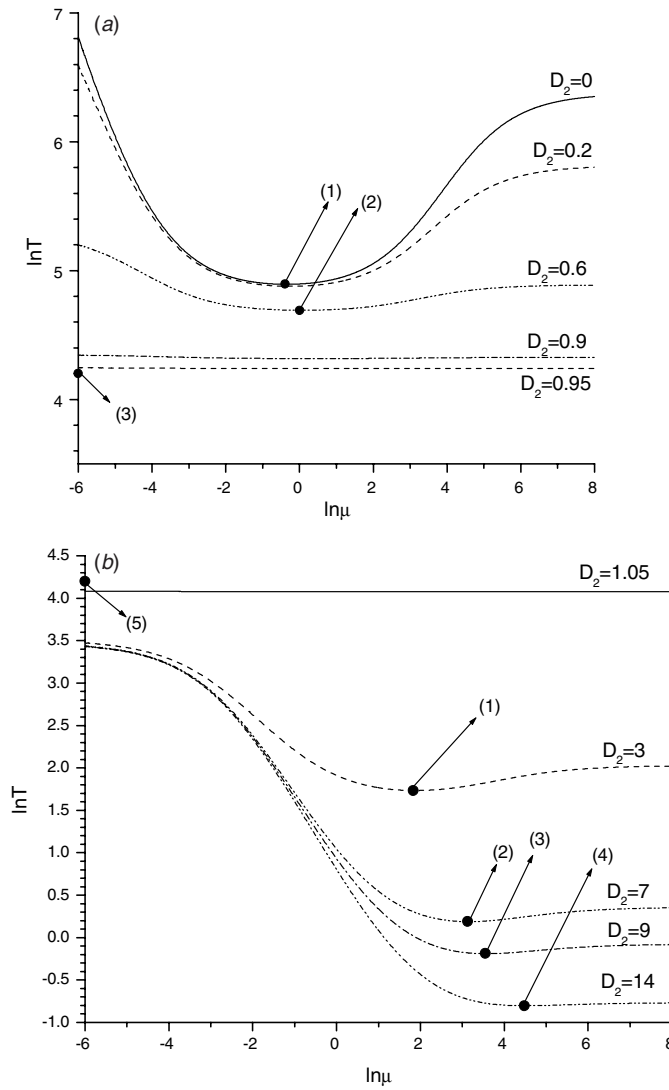 (a)
7
6
5
4
lnT
D2=0
D2=0.2
D2=0.6
D2=0.9
D2=0.95
(1)
(2)
(3)
-6 -4 -2 0 2 4 6 8
lnμ
(b)
4.5
4.0
3.5
3.0
2.5
2.0
1.5
1.0
0.5
0.0
-0.5
-1.0
lnT
D2=1.05
(5)
(1)
D2=3
(2)
(3)
(4)
D2=7
D2=9
D2=14
-6 -4 -2 0 2 4 6 8
lnμ